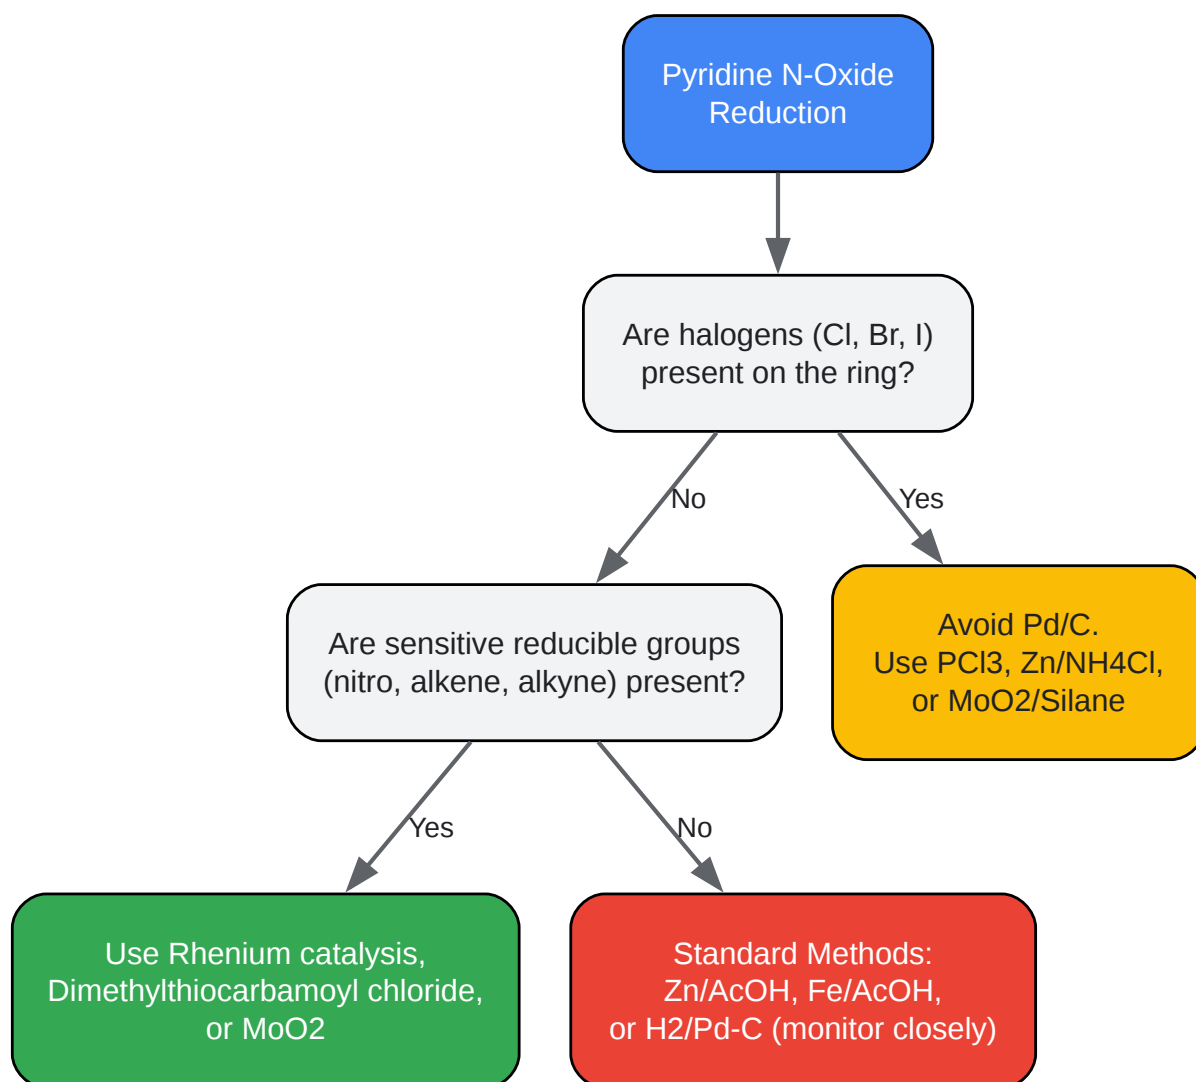 Pyridine N-Oxide
Reduction
Are halogens (Cl, Br, I)
present on the ring?
No
Yes
Are sensitive reducible groups
(nitro, alkene, alkyne) present?
Avoid Pd/C.
Use PCl3, Zn/NH4Cl,
or MoO2/Silane
Yes
No
Use Rhenium catalysis,
Dimethylthiocarbamoyl chloride,
or MoO2
Standard Methods:
Zn/AcOH, Fe/AcOH,
or H2/Pd-C (monitor closely)